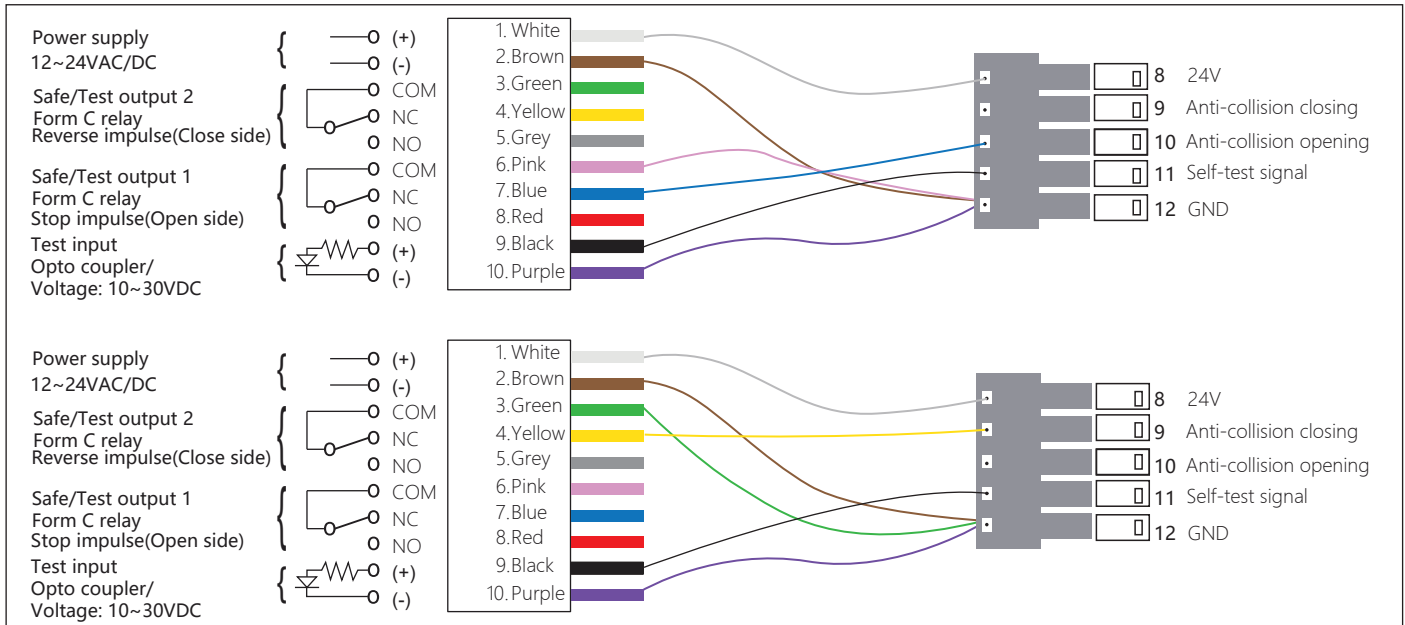 Power supply
12~24VAC/DC
Safe/Test output 2
Form C relay
Reverse impulse(Close side)
Safe/Test output 1
Form C relay
Stop impulse(Open side)
Test input
Opto coupler/
Voltage: 10~30VDC
(+)
(-)
COM
NC
NO
COM
NC
NO
(+)
(-)
1. White
2.Brown
3.Green
4.Yellow
5.Grey
6.Pink
7.Blue
8.Red
9.Black
10. Purple
8 24V
9 Anti-collision closing
10 Anti-collision opening
11 Self-test signal
12 GND
Power supply
12~24VAC/DC
Safe/Test output 2
Form C relay
Reverse impulse(Close side)
Safe/Test output 1
Form C relay
Stop impulse(Open side)
Test input
Opto coupler/
Voltage: 10~30VDC
(+)
(-)
COM
NC
NO
COM
NC
NO
(+)
(-)
1. White
2.Brown
3.Green
4.Yellow
5.Grey
6.Pink
7.Blue
8.Red
9.Black
10. Purple
8 24V
9 Anti-collision closing
10 Anti-collision opening
11 Self-test signal
12 GND